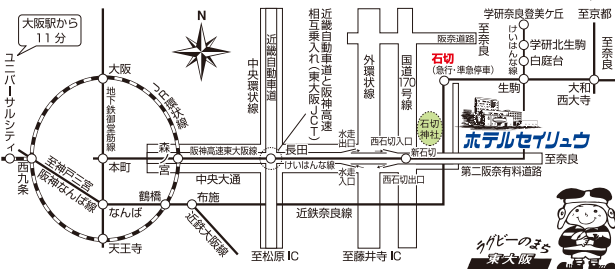 大阪駅から
11分
ユニバーサルシティ
西九条
大阪
地下鉄御堂筋線
JR環状線
森ノ宮
本町
至神戸三宮
阪神なんば線
なんば
鶴橋
天王寺
布施
近鉄大阪線
N
近畿自動車道
中央環状線
近畿自動車道と阪神高速
相互乗入れ(東大阪JCT)
阪神高速東大阪線
長田
けいはんな線
中央大通
近鉄奈良線
至松原IC
外環状線
国道170号線
水走
出口
水走
入口
西石切入口
西石切出口
新石切
至藤井寺IC
阪奈道路
至奈良
石切
(急行・準急停車)
石切
神社
ホテルセイリュウ
第二阪奈有料道路
至奈良
学研奈良登美ケ丘
けいはんな線
学研北生駒
白庭台
生駒
至京都
至奈良
大和
西大寺
ラグビーのまち
東大阪